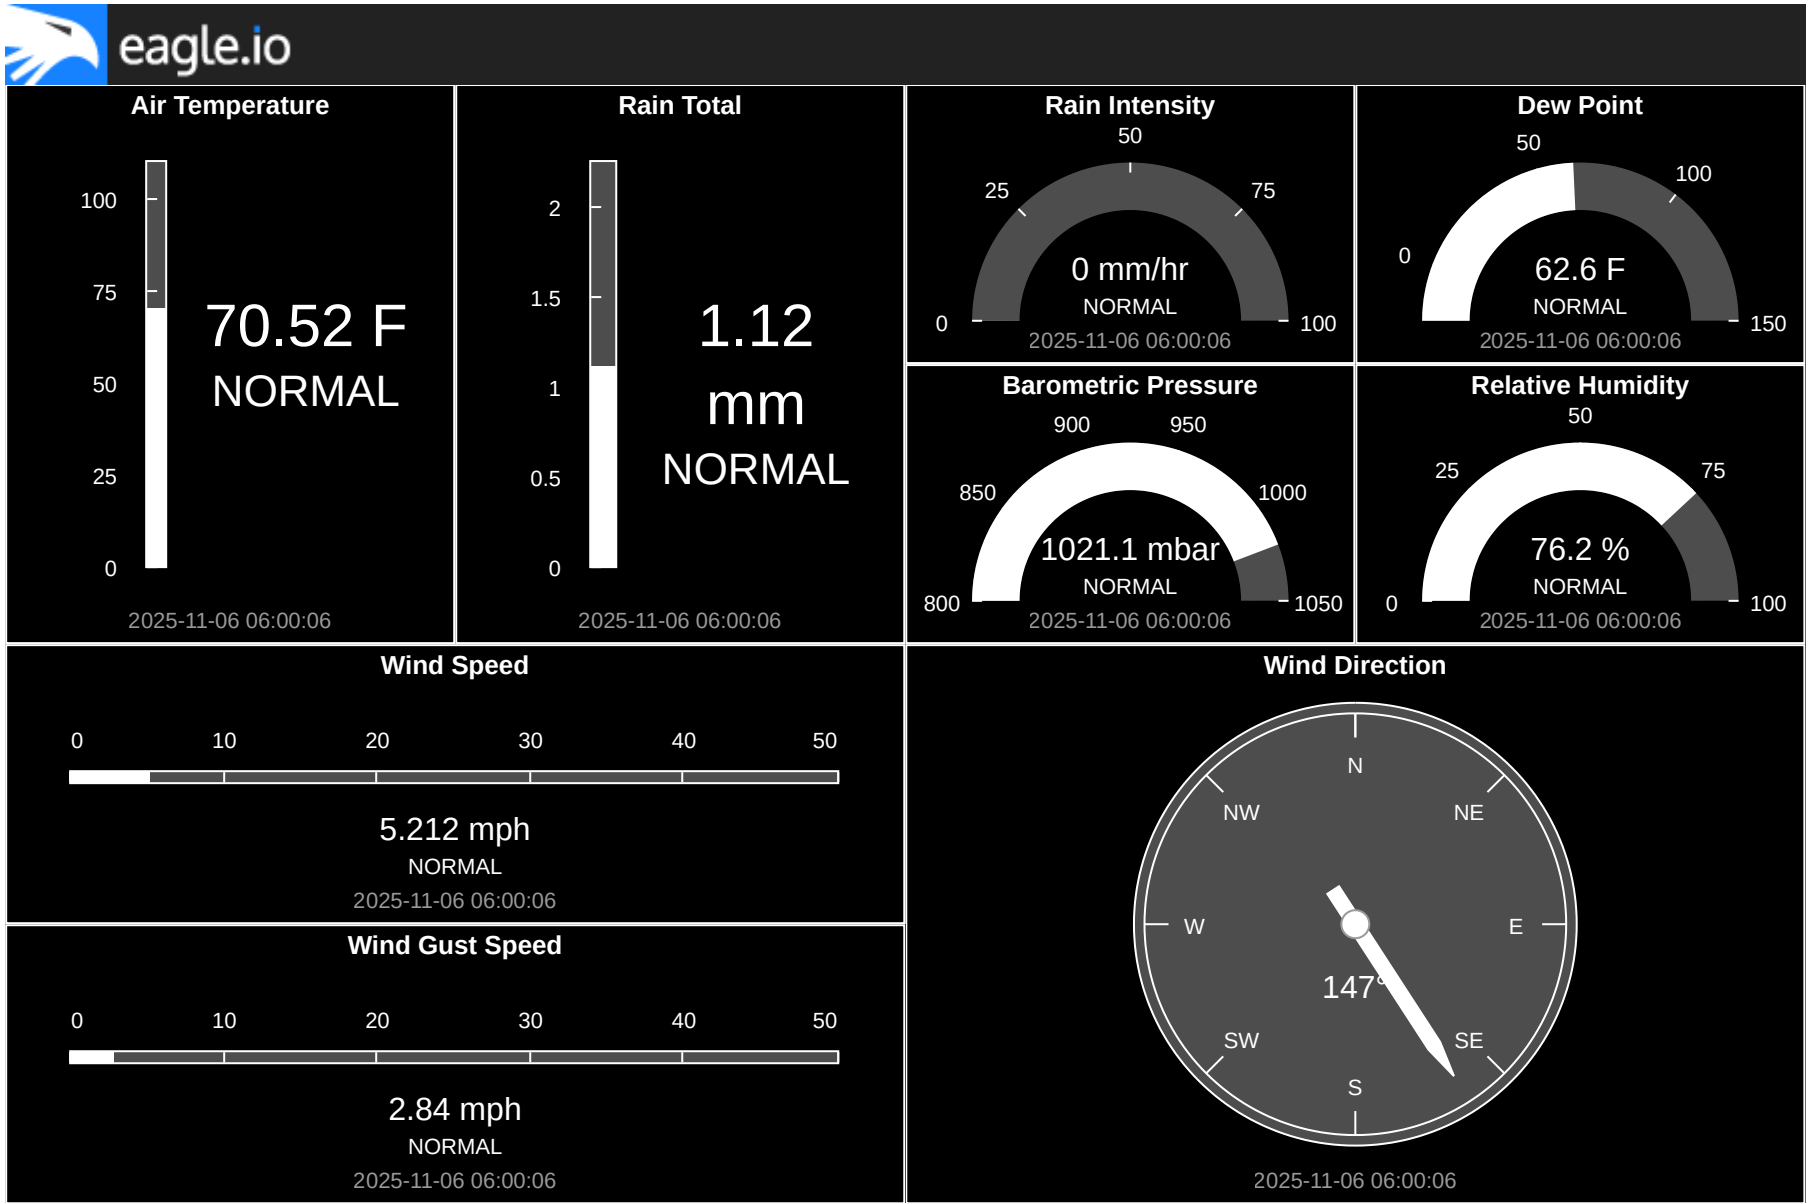 eagle.io
Air Temperature
100
75
50
25
0
70.52 F
NORMAL
2025-11-06 06:00:06
Rain Total
2
1.5
1
0.5
0
1.12
mm
NORMAL
2025-11-06 06:00:06
Rain Intensity
0
25
50
75
100
0 mm/hr
NORMAL
2025-11-06 06:00:06
Dew Point
0
50
100
150
62.6 F
NORMAL
2025-11-06 06:00:06
Barometric Pressure
800
850
900
950
1000
1050
1021.1 mbar
NORMAL
2025-11-06 06:00:06
Relative Humidity
0
25
50
75
100
76.2 %
NORMAL
2025-11-06 06:00:06
Wind Speed
0 10 20 30 40 50
5.212 mph
NORMAL
2025-11-06 06:00:06
Wind Gust Speed
0 10 20 30 40 50
2.84 mph
NORMAL
2025-11-06 06:00:06
Wind Direction
N
NW NE
W E
147°
SW SE
S
2025-11-06 06:00:06